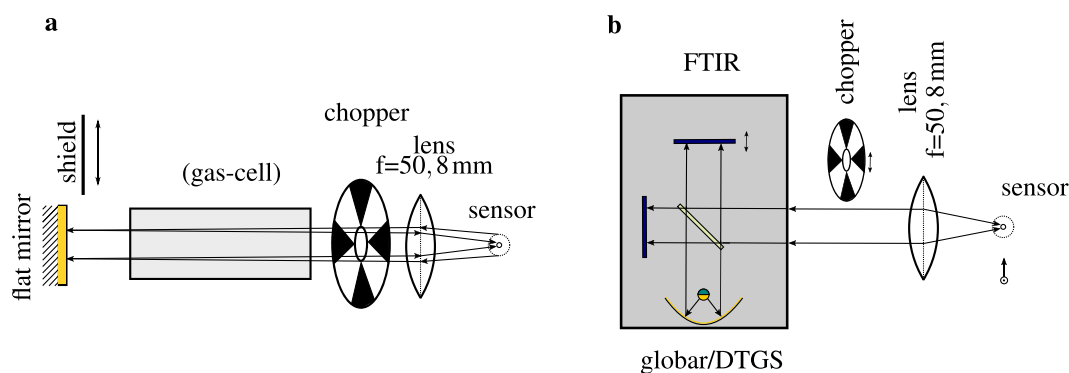 a
chopper
lens
f=50, 8 mm
shield
(gas-cell)
sensor
flat mirror
b
FTIR
chopper
lens
f=50, 8 mm
sensor
globar/DTGS